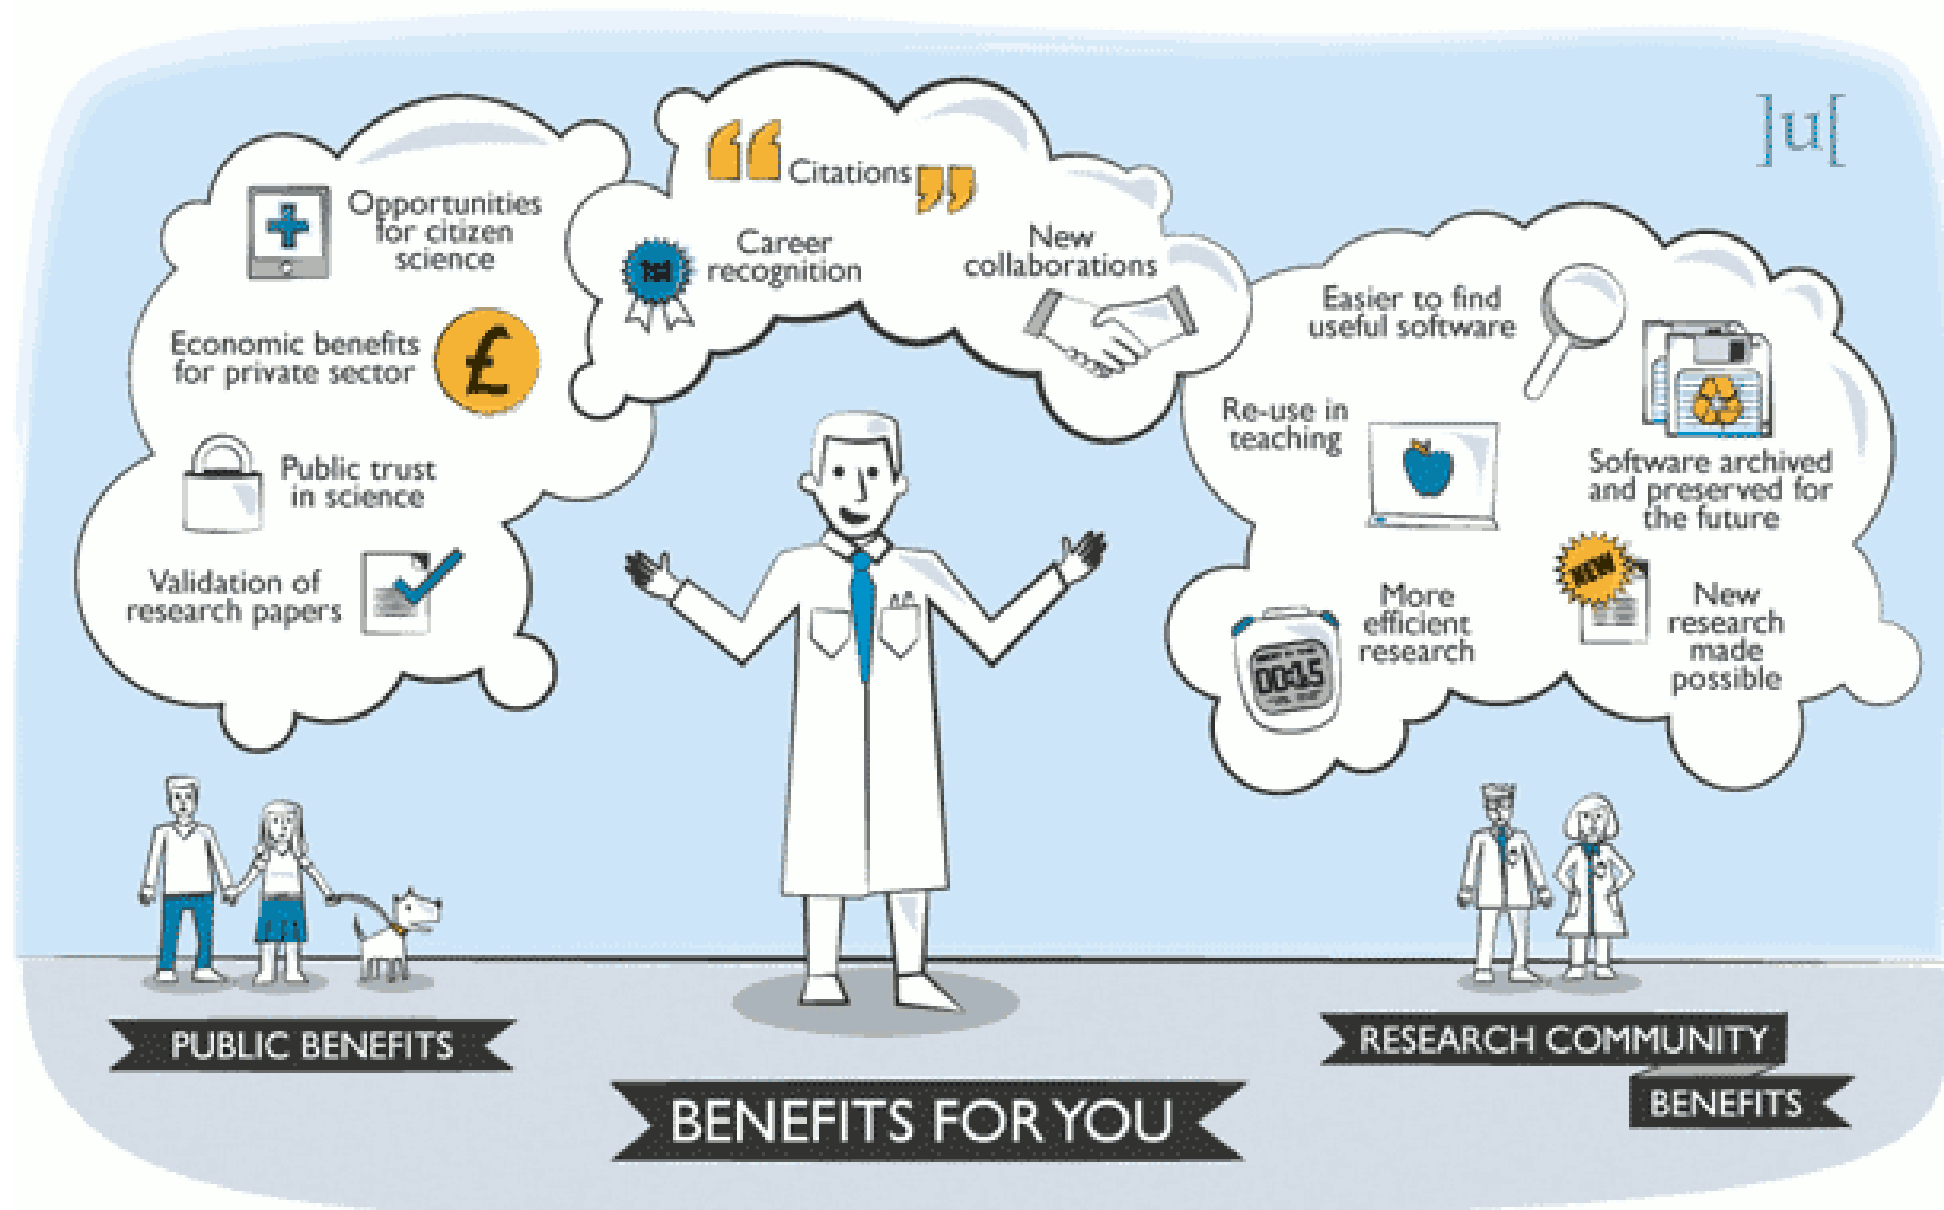 ]u[
Opportunities
for citizen
science
Economic benefits
for private sector
£
Public trust
in science
Validation of
research papers
“Citations”
Career
recognition
1st
New
collaborations
Easier to find
useful software
Re-use in
teaching
Software archived
and preserved for
the future
More
efficient
research
00:15
NEW
New
research
made
possible
PUBLIC BENEFITS
BENEFITS FOR YOU
RESEARCH COMMUNITY
BENEFITS